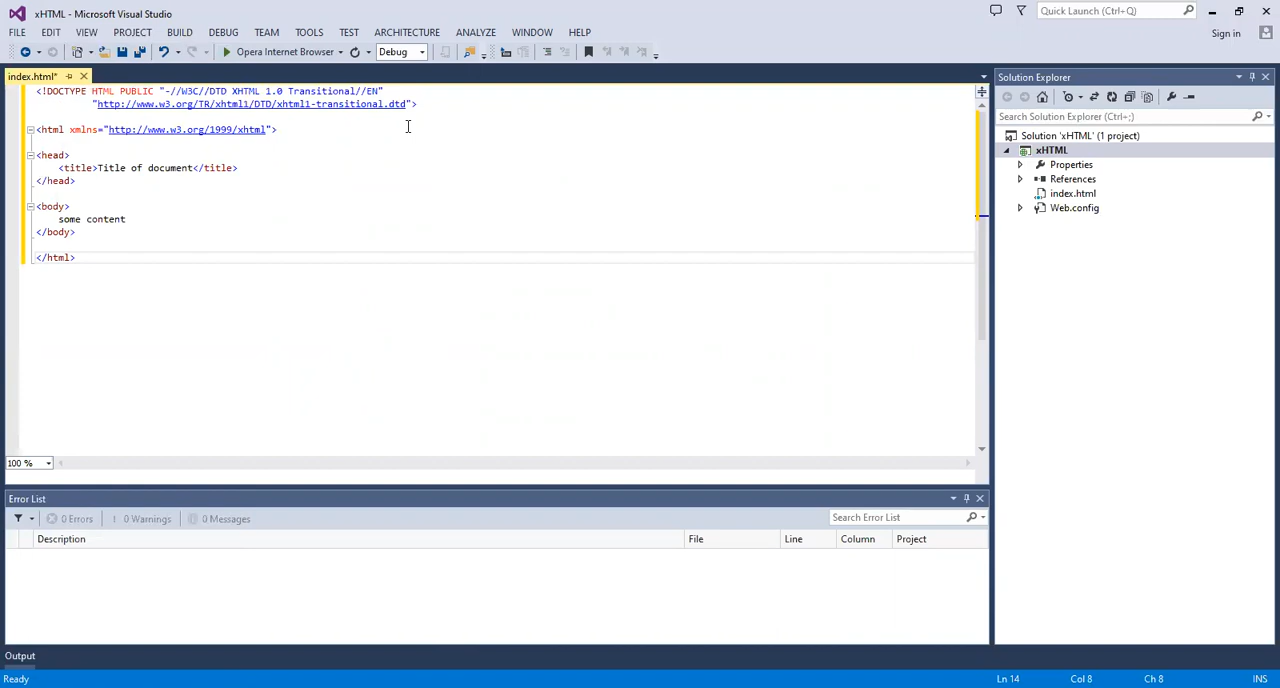 xHTML - Microsoft Visual Studio
Quick Launch (Ctrl+Q)
FILE EDIT VIEW PROJECT BUILD DEBUG TEAM TOOLS TEST ARCHITECTURE ANALYZE WINDOW HELP
Sign in
Opera Internet Browser Debug
index.html*
<!DOCTYPE HTML PUBLIC "-//W3C//DTD XHTML 1.0 Transitional//EN"
"http://www.w3.org/TR/xhtml1/DTD/xhtml1-transitional.dtd">
<html xmlns="http://www.w3.org/1999/xhtml">
<head>
<title>Title of document</title>
</head>
<body>
some content
</body>
</html>
100 %
Solution Explorer
Search Solution Explorer (Ctrl+;)
Solution 'xHTML' (1 project)
xHTML
Properties
References
index.html
Web.config
Error List
0 Errors 0 Warnings 0 Messages
Search Error List
Description File Line Column Project
Output
Ready Ln 14 Col 8 Ch 8 INS